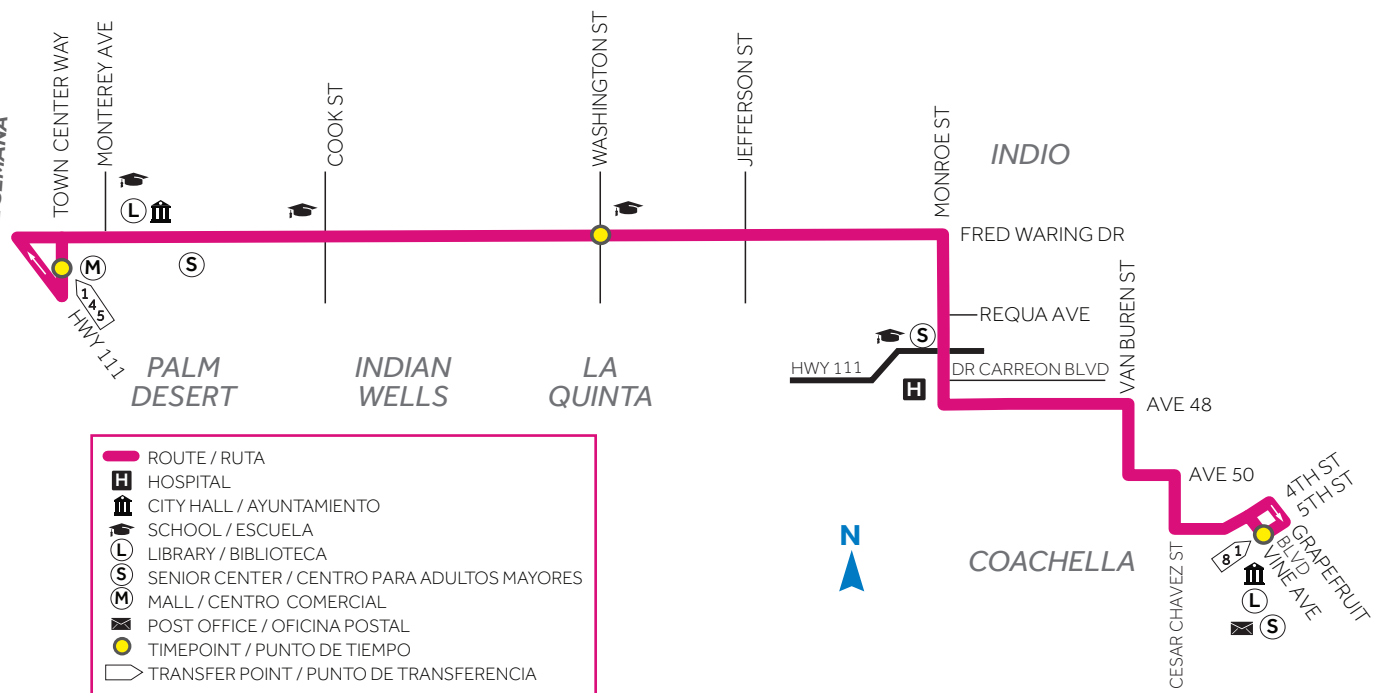 TOWN CENTER WAY
MONTEREY AVE
COOK ST
WASHINGTON ST
JEFFERSON ST
MONROE ST
INDIO
L
FRED WARING DR
M
S
1
4
5
HWY 111
VAN BUREN ST
REQUA AVE
S
HWY 111
DR CARREON BLVD
H
PALM
DESERT
INDIAN
WELLS
LA
QUINTA
AVE 48
AVE 50
4TH ST
5TH ST
GRAPEFRUIT
BLVD
VINE AVE
8 1
L
S
CESAR CHAVEZ ST
COACHELLA
N
ROUTE / RUTA
H HOSPITAL
CITY HALL / AYUNTAMIENTO
SCHOOL / ESCUELA
L LIBRARY / BIBLIOTECA
S SENIOR CENTER / CENTRO PARA ADULTOS MAYORES
M MALL / CENTRO COMERCIAL
POST OFFICE / OFICINA POSTAL
TIMEPOINT / PUNTO DE TIEMPO
TRANSFER POINT / PUNTO DE TRANSFERENCIA